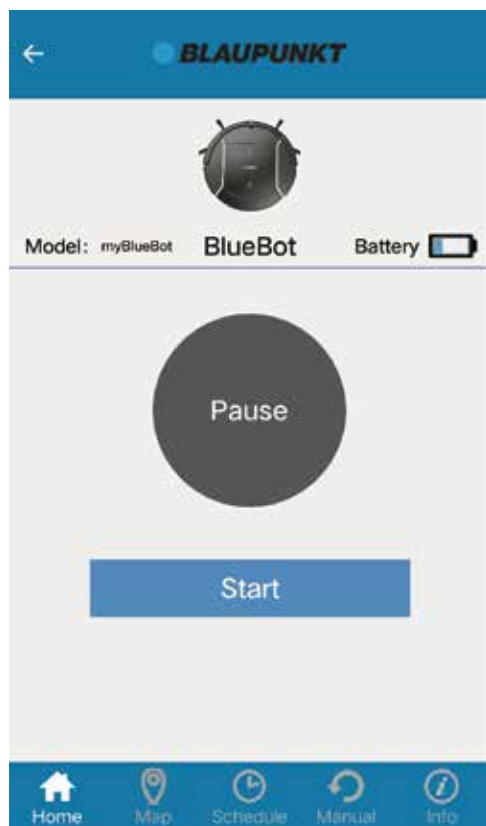 BLAUPUNKT
Model: myBlueBot BlueBot Battery
Pause
Start
Home Map Schedule Manual Info